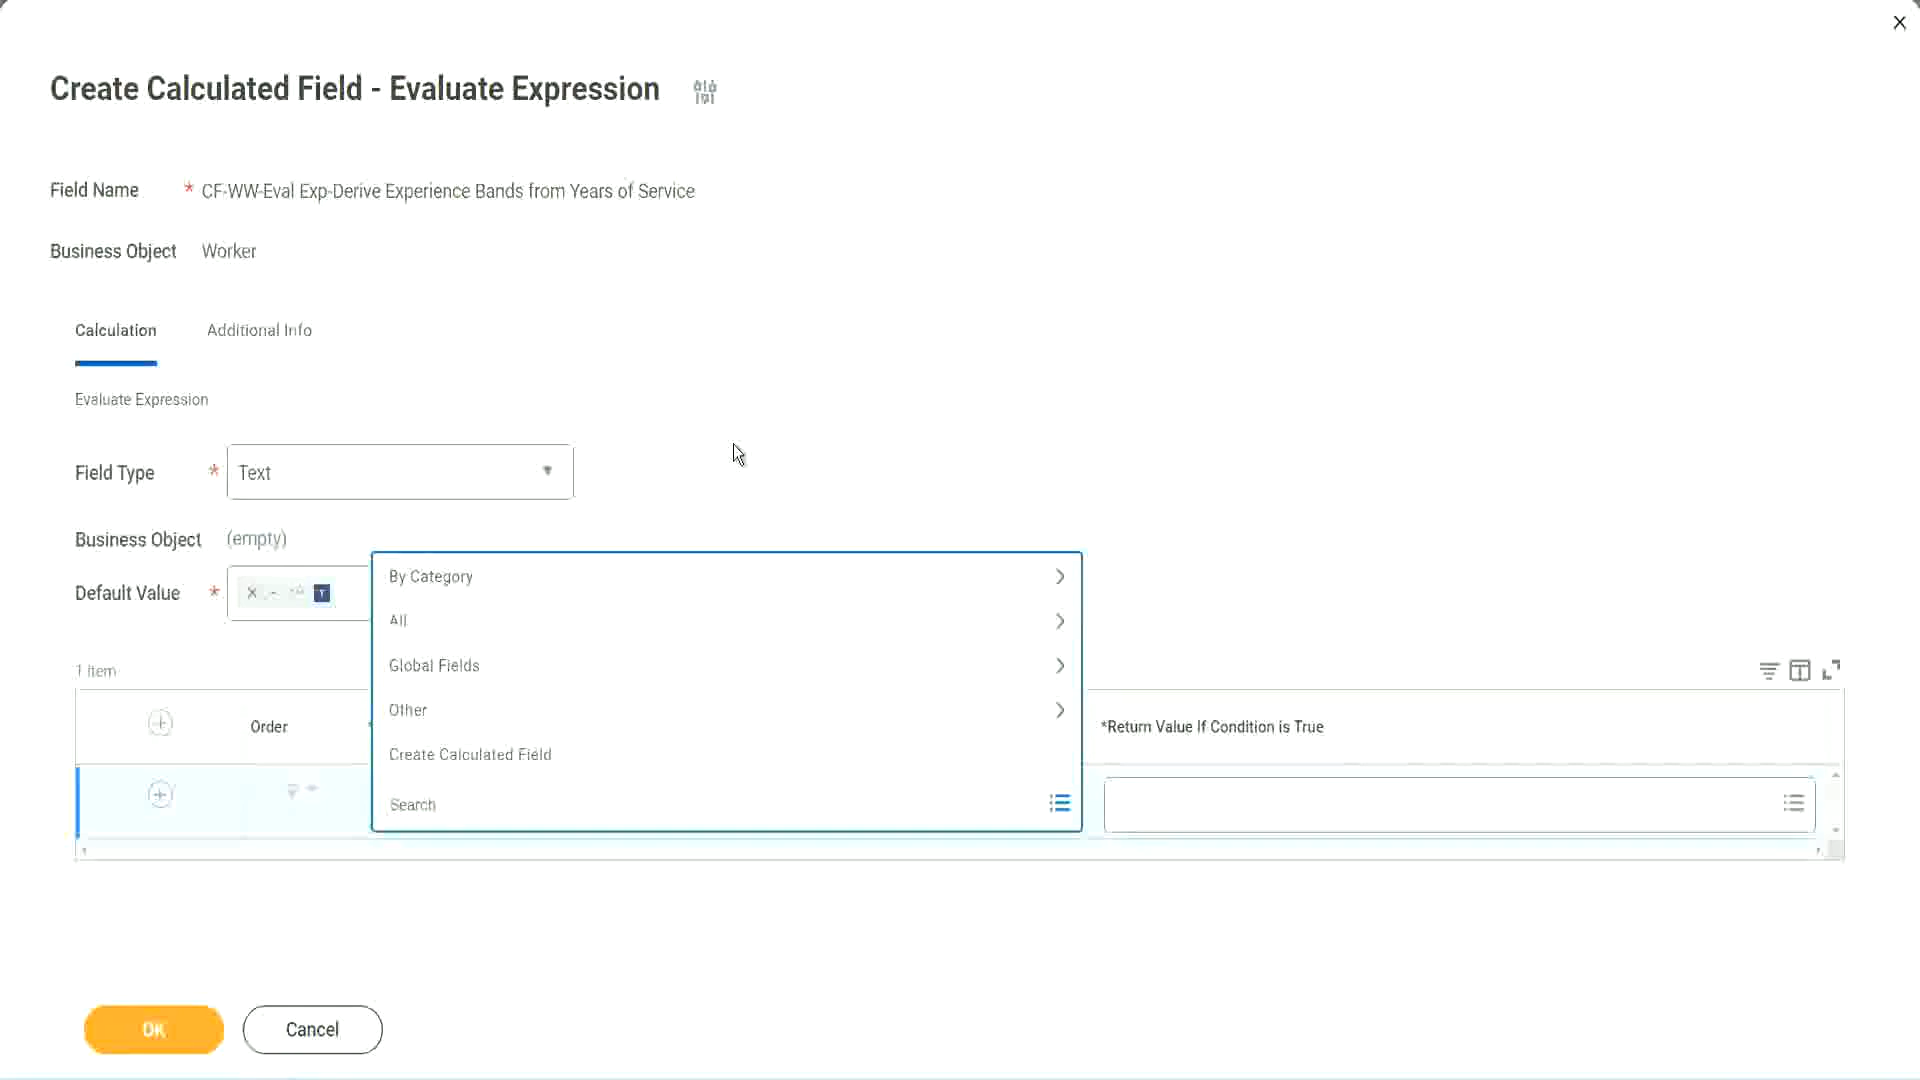 Create Calculated Field - Evaluate Expression
Field Name * CF-WW-Eval Exp-Derive Experience Bands from Years of Service
Business Object Worker
Calculation Additional Info
Evaluate Expression
Field Type * Text
Business Object (empty)
Default Value *
By Category
All
Global Fields
Other
Create Calculated Field
Search
1 item
Order
*Return Value If Condition is True
OK Cancel